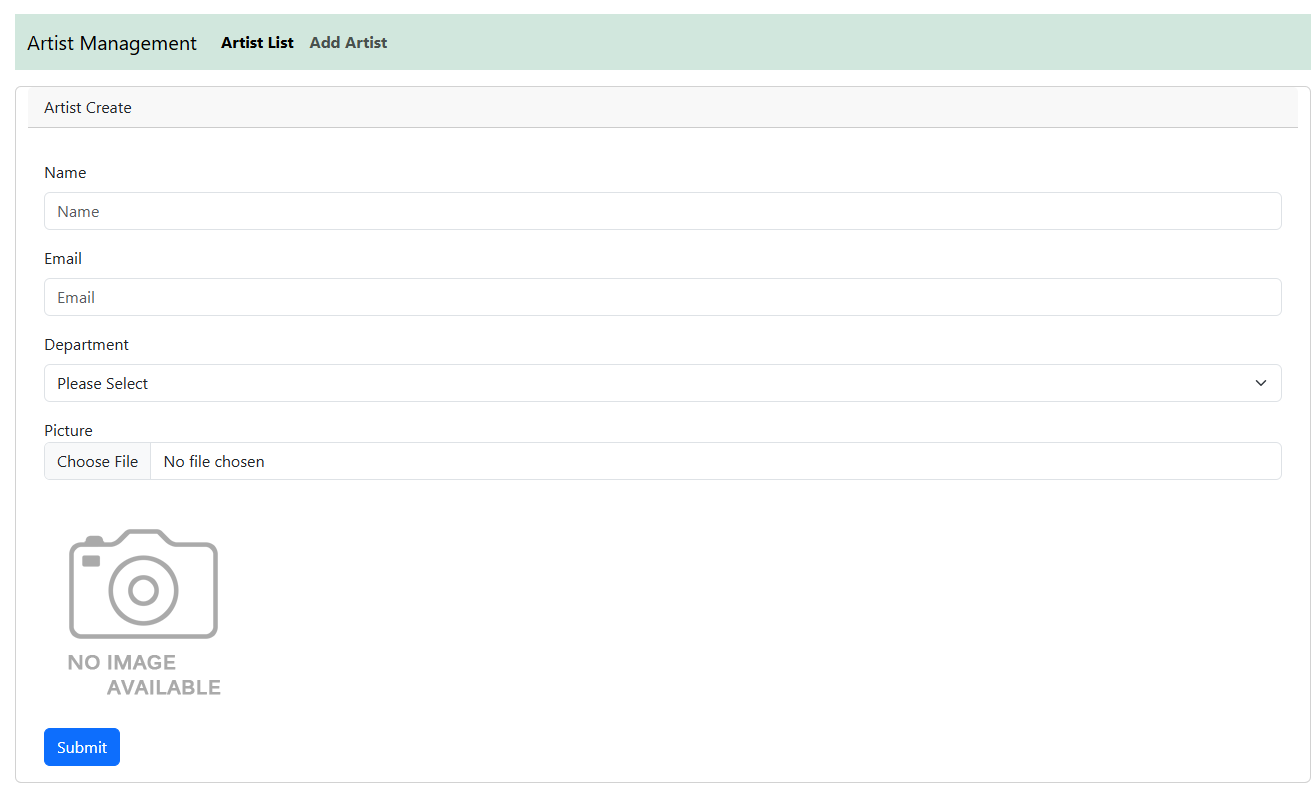 Artist Management Artist List Add Artist
Artist Create
Name
Name
Email
Email
Department
Please Select
Picture
Choose File No file chosen
NO IMAGE
AVAILABLE
Submit